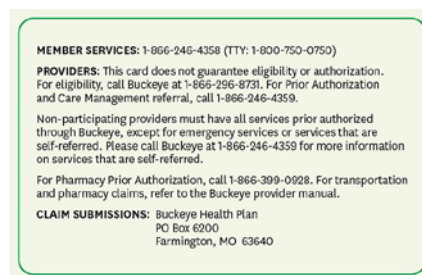 MEMBER SERVICES: 1-866-246-4358 (TTY: 1-800-750-0750)
PROVIDERS: This card does not guarantee eligibility or authorization.
For eligibility, call Buckeye at 1-866-296-8731. For Prior Authorization
and Care Management referral, call 1-866-246-4359.
Non-participating providers must have all services prior authorized
through Buckeye, except for emergency services or services that are
self-referred. Please call Buckeye at 1-866-246-4359 for more information
on services that are self-referred.
For Pharmacy Prior Authorization, call 1-866-399-0928. For transportation
and pharmacy claims, refer to the Buckeye provider manual.
CLAIM SUBMISSIONS: Buckeye Health Plan
PO Box 6200
Farmington, MO 63640